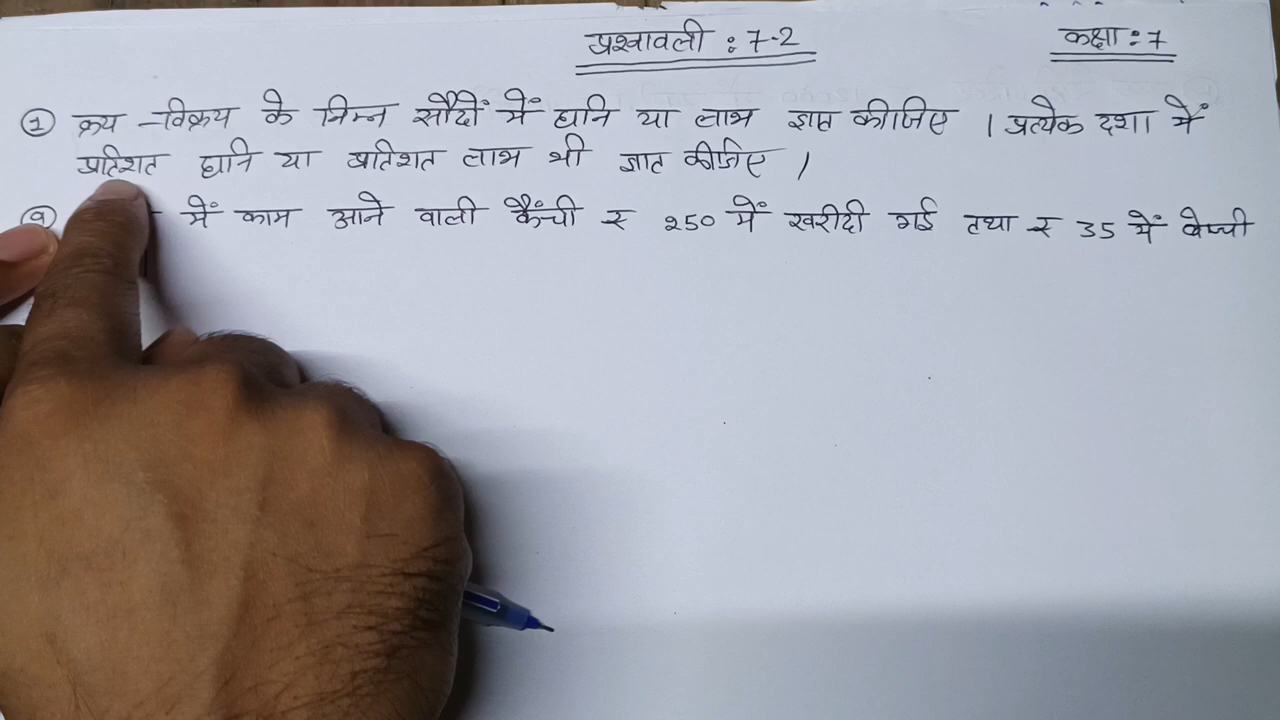 प्रश्नावली : 7.2
कक्षा : 7
① क्रय -विक्रय के निम्न सौदों में हानि या लाभ ज्ञात कीजिए । प्रत्येक दशा में
प्रतिशत हानि या प्रतिशत लाभ भी ज्ञात कीजिए ।
में काम आने वाली कैंची ₹ 250 में खरीदी गई तथा ₹ 35 में बेच्ची